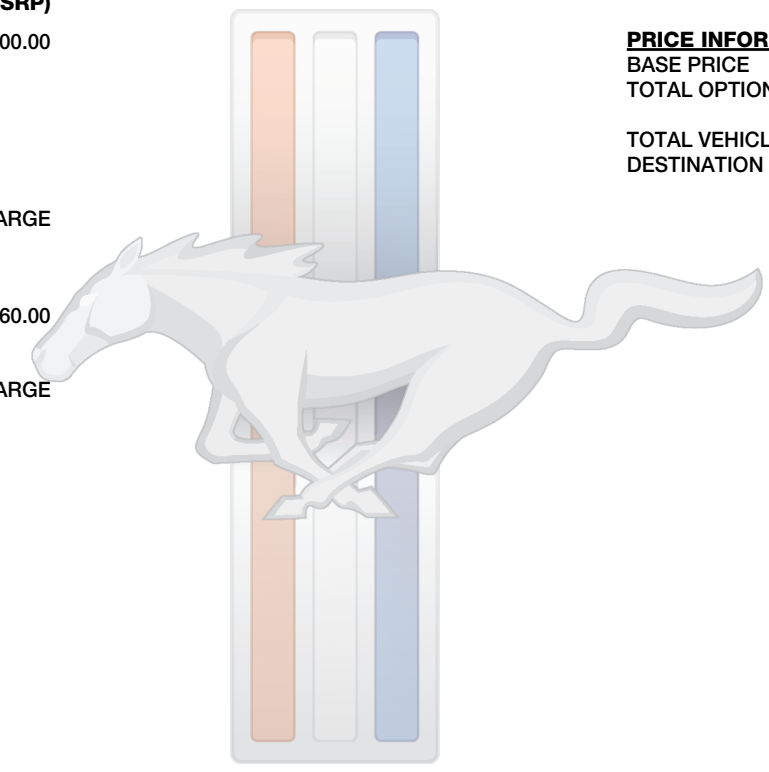 SRP)
00.00
ARGE
60.00
ARGE
PRICE INFOR
BASE PRICE
TOTAL OPTION
TOTAL VEHICL
DESTINATION